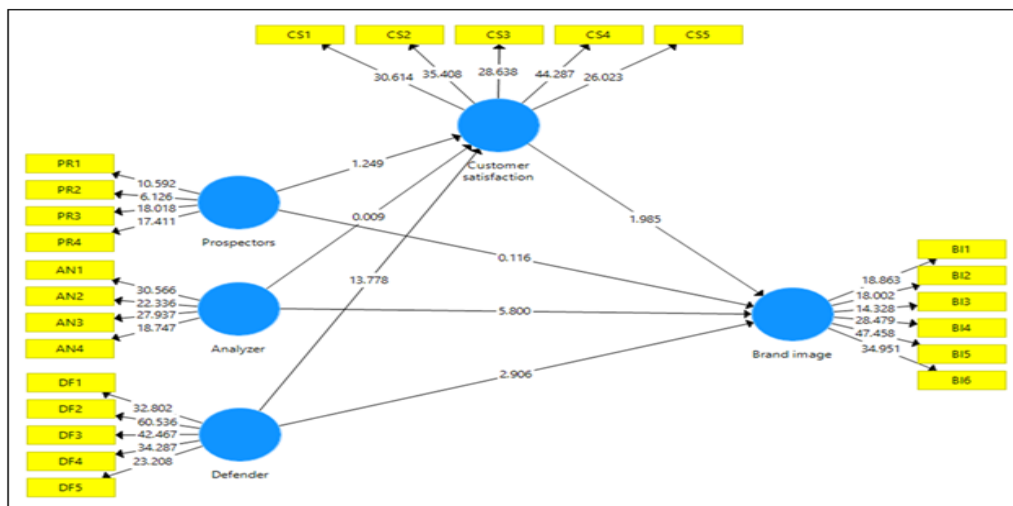 CS1
CS2
CS3
CS4
CS5
30.614
35.408
28.638
44.287
26.023
Customer
satisfaction
PR1
PR2
PR3
PR4
10.592
6.126
18.018
17.411
Prospectors
1.249
0.009
13.778
1.985
0.116
5.800
2.906
AN1
AN2
AN3
AN4
30.566
22.336
27.937
18.747
Analyzer
DF1
DF2
DF3
DF4
DF5
32.802
60.536
42.467
34.287
23.208
Defender
Brand image
18.863
18.002
14.328
28.479
47.458
34.951
BI1
BI2
BI3
BI4
BI5
BI6